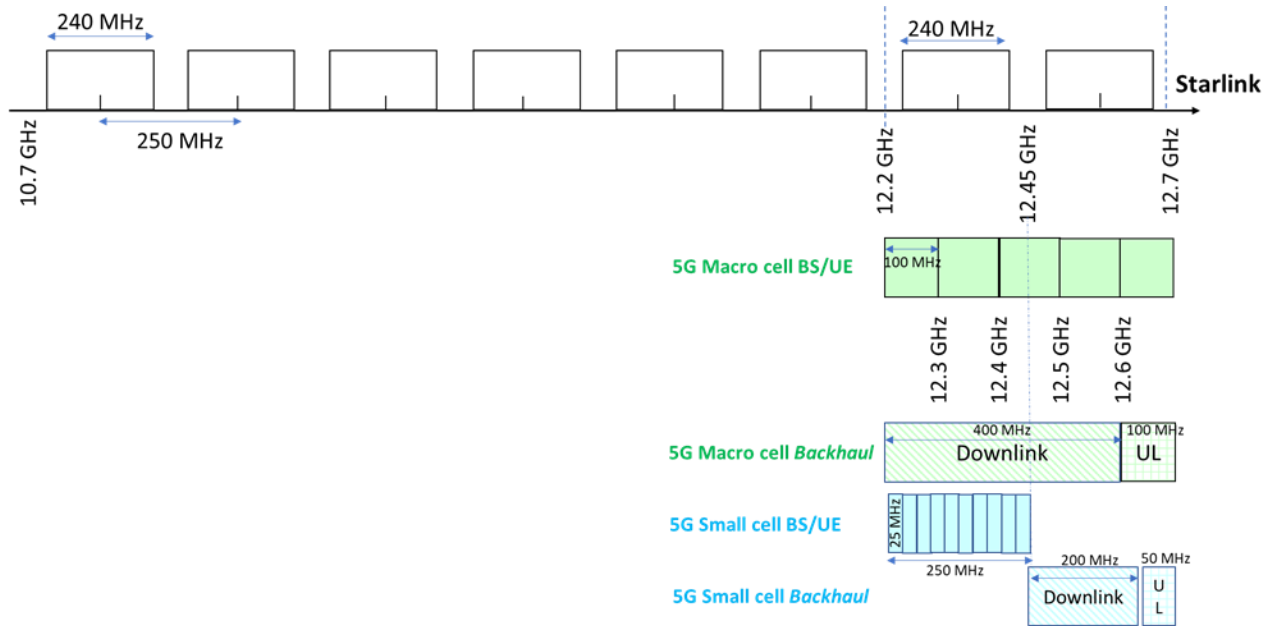 240 MHz
240 MHz
Starlink
250 MHz
10.7 GHz
12.2 GHz
12.45 GHz
12.7 GHz
5G Macro cell BS/UE
100 MHz
12.3 GHz
12.4 GHz
12.5 GHz
12.6 GHz
5G Macro cell Backhaul
400 MHz
Downlink
100 MHz
UL
5G Small cell BS/UE
25 MHz
250 MHz
5G Small cell Backhaul
200 MHz
Downlink
50 MHz
U
L